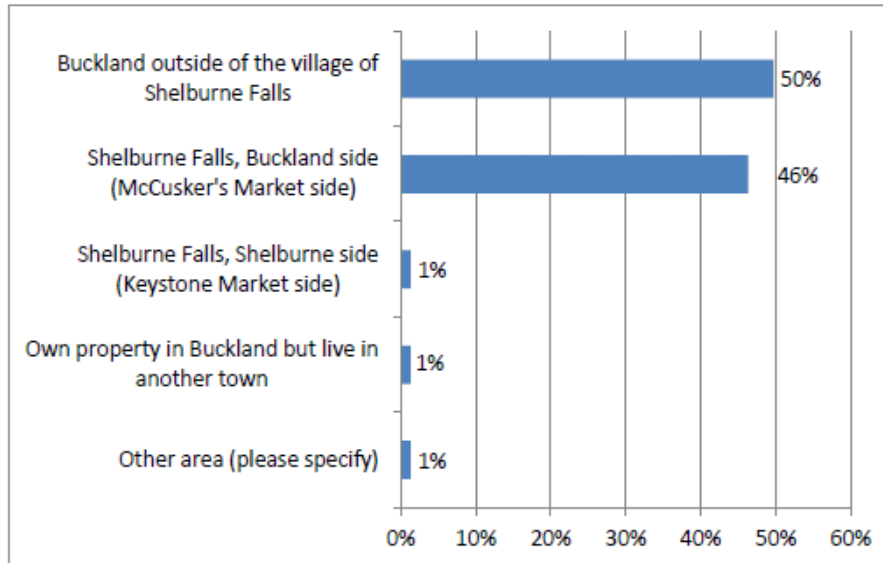 Buckland outside of the village of
Shelburne Falls
50%
Shelburne Falls, Buckland side
(McCusker's Market side)
46%
Shelburne Falls, Shelburne side
(Keystone Market side)
1%
Own property in Buckland but live in
another town
1%
Other area (please specify)
1%
0% 10% 20% 30% 40% 50% 60%